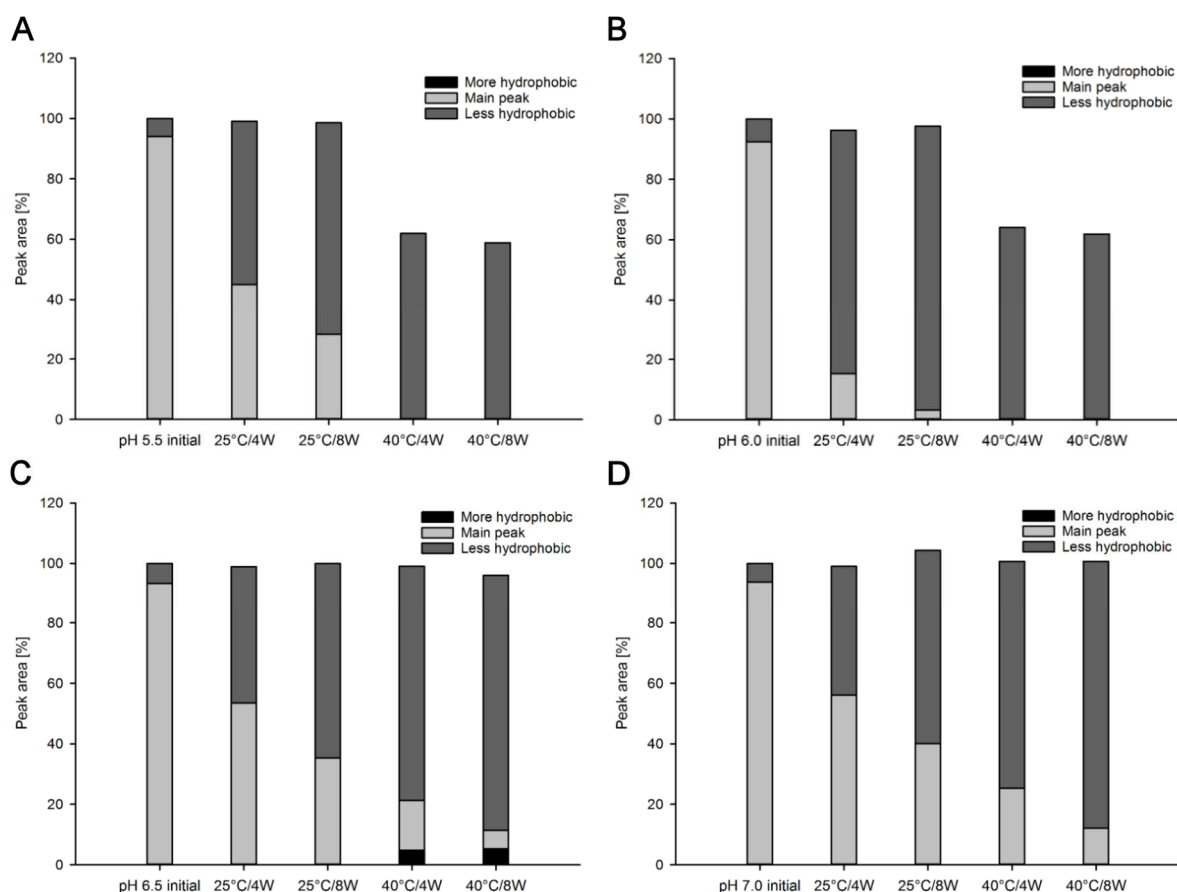 A
120
100
80
60
40
20
0
Peak area [%]
More hydrophobic
Main peak
Less hydrophobic
pH 5.5 initial 25°C/4W 25°C/8W 40°C/4W 40°C/8W
B
120
100
80
60
40
20
0
Peak area [%]
More hydrophobic
Main peak
Less hydrophobic
pH 6.0 initial 25°C/4W 25°C/8W 40°C/4W 40°C/8W
C
120
100
80
60
40
20
0
Peak area [%]
More hydrophobic
Main peak
Less hydrophobic
pH 6.5 initial 25°C/4W 25°C/8W 40°C/4W 40°C/8W
D
120
100
80
60
40
20
0
Peak area [%]
More hydrophobic
Main peak
Less hydrophobic
pH 7.0 initial 25°C/4W 25°C/8W 40°C/4W 40°C/8W